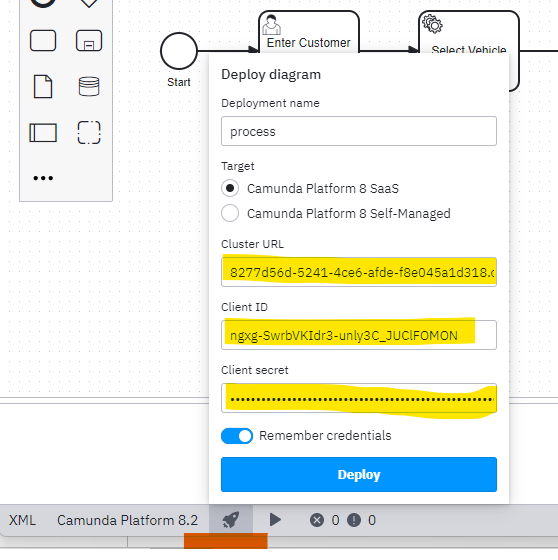 Enter Customer
Select Vehicle
Start
Deploy diagram
Deployment name
process
Target
Camunda Platform 8 SaaS
Camunda Platform 8 Self-Managed
Cluster URL
8277d56d-5241-4ce6-afde-f8e045a1d318.c
Client ID
ngxg-SwrbVKIdr3-unly3C_JUClFOMON
Client secret
Remember credentials
Deploy
XML Camunda Platform 8.2 0 0